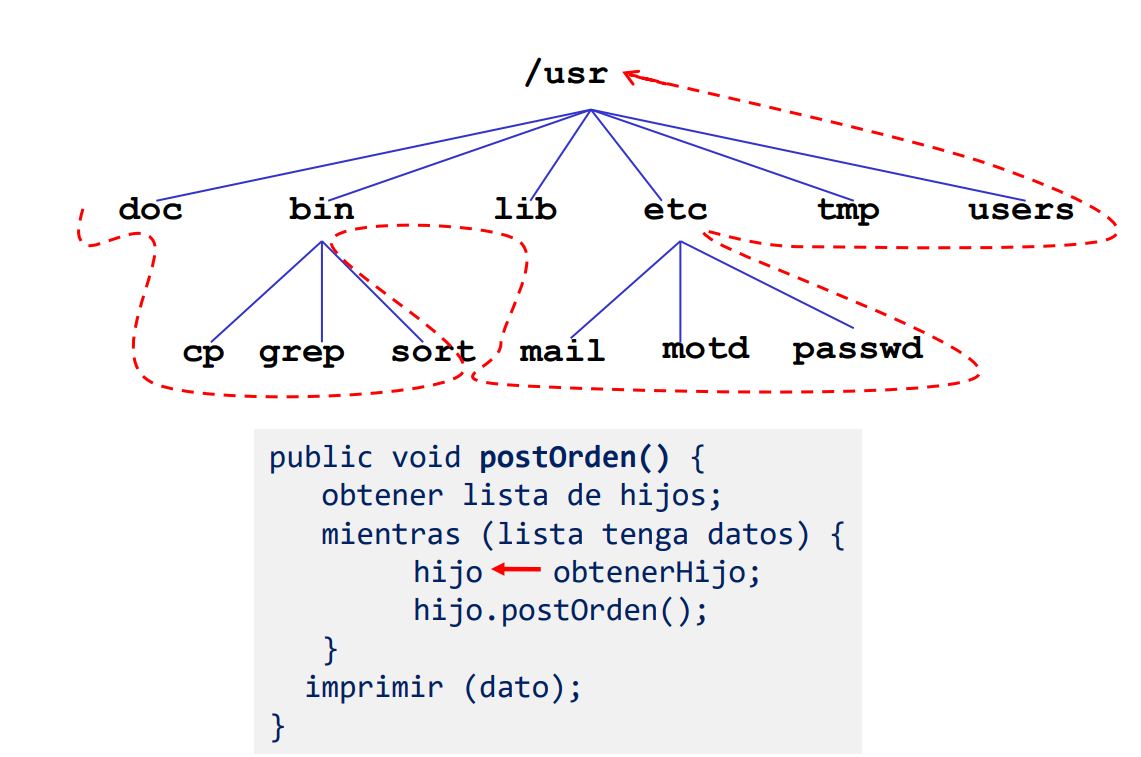 /usr
doc bin lib etc tmp users
cp grep sort mail motd passwd
public void postOrden() {
obtener lista de hijos;
mientras (lista tenga datos) {
hijo obtenerHijo;
hijo.postOrden();
}
imprimir (dato);
}